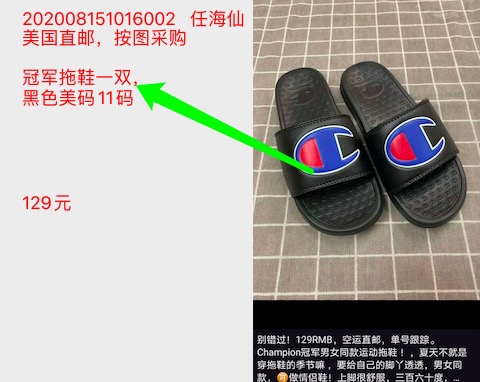 202008151016002 任海仙
美国直邮，按图采购
冠军拖鞋一双，
黑色美码11码
129元
别错过！129RMB，空运直邮，单号跟踪。
Champion冠军男女同款运动拖鞋！，夏天不就是
穿拖鞋的季节嘛，要给自己的脚丫透透，男女同
款，可做情侣鞋！上脚很舒服，三百六十度，...